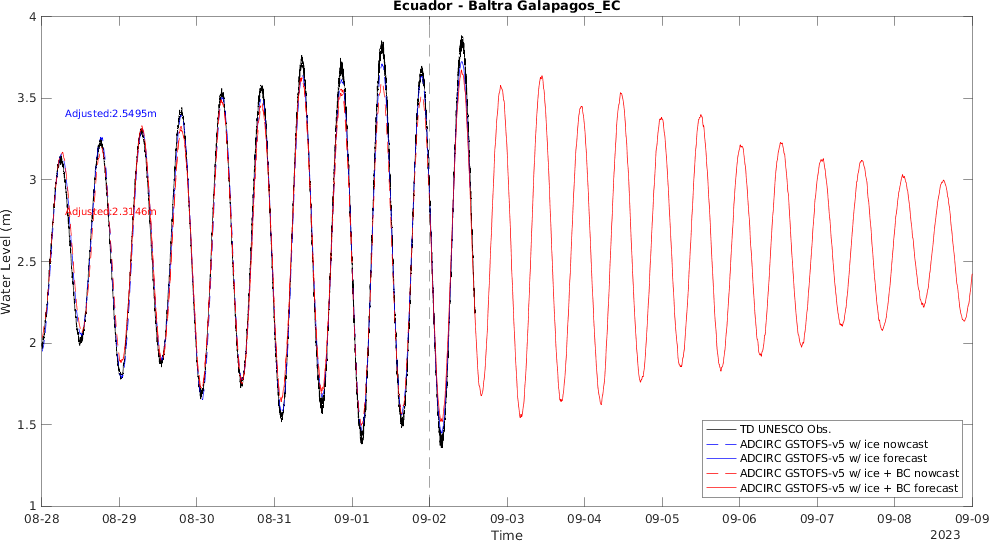 Ecuador - Baltra Galapagos_EC
4
3.5
3
2.5
2
1.5
1
Water Level (m)
Adjusted:2.5495m
Adjusted:2.3146m
TD UNESCO Obs.
ADCIRC GSTOFS-v5 w/ ice nowcast
ADCIRC GSTOFS-v5 w/ ice forecast
ADCIRC GSTOFS-v5 w/ ice + BC nowcast
ADCIRC GSTOFS-v5 w/ ice + BC forecast
08-28 08-29 08-30 08-31 09-01 09-02 09-03 09-04 09-05 09-06 09-07 09-08 09-09
Time
2023